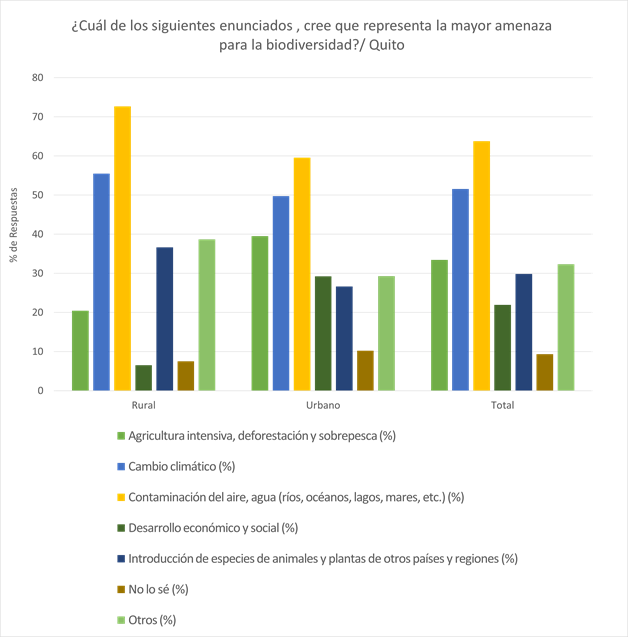 ¿Cuál de los siguientes enunciados , cree que representa la mayor amenaza
para la biodiversidad?/ Quito
80
70
60
50
40
30
20
10
0
% de Respuestas
Rural
Urbano
Total
Agricultura intensiva, deforestación y sobrepesca (%)
Cambio climático (%)
Contaminación del aire, agua (ríos, océanos, lagos, mares, etc.) (%)
Desarrollo económico y social (%)
Introducción de especies de animales y plantas de otros países y regiones (%)
No lo sé (%)
Otros (%)